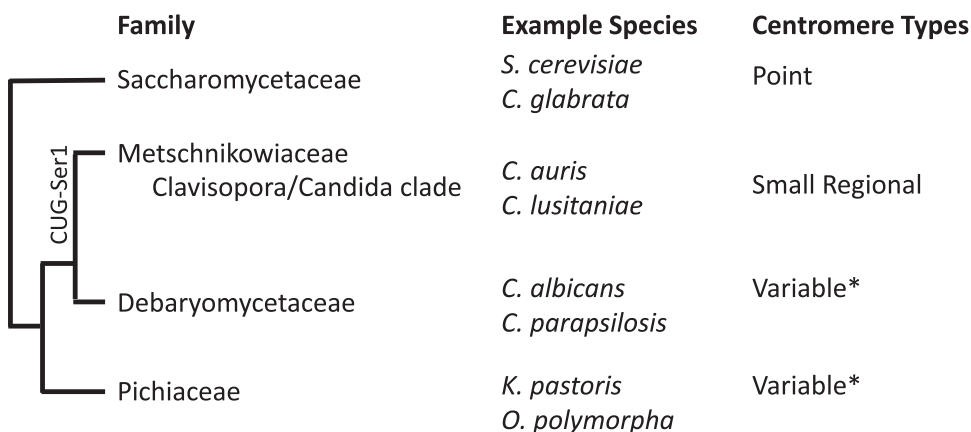 Family Example Species Centromere Types
Saccharomycetaceae
S. cerevisiae
C. glabrata
Point
CUG-Ser1
Metschnikowiaceae
Clavisopora/Candida clade
C. auris
C. lusitaniae
Small Regional
Debaryomycetaceae
C. albicans
C. parapsilosis
Variable*
Pichiaceae
K. pastoris
O. polymorpha
Variable*